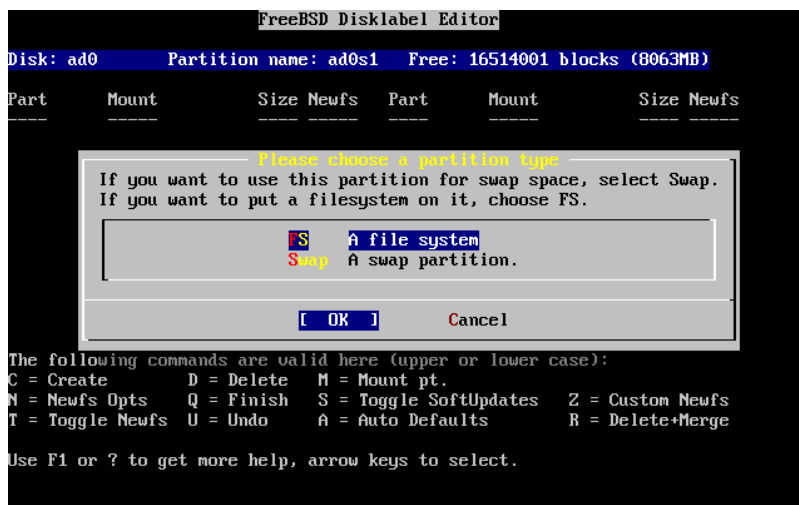 FreeBSD Disklabel Editor
Disk: ad0 Partition name: ad0s1 Free: 16514001 blocks (8063MB)
Part Mount Size Newfs Part Mount Size Newfs
---- ----- ---- ----- ---- ----- ---- -----
Please choose a partition type
If you want to use this partition for swap space, select Swap.
If you want to put a filesystem on it, choose FS.
FS A file system
Swap A swap partition.
[ OK ] Cancel
The following commands are valid here (upper or lower case):
C = Create D = Delete M = Mount pt.
N = Newfs Opts Q = Finish S = Toggle SoftUpdates Z = Custom Newfs
T = Toggle Newfs U = Undo A = Auto Defaults R = Delete+Merge
Use F1 or ? to get more help, arrow keys to select.